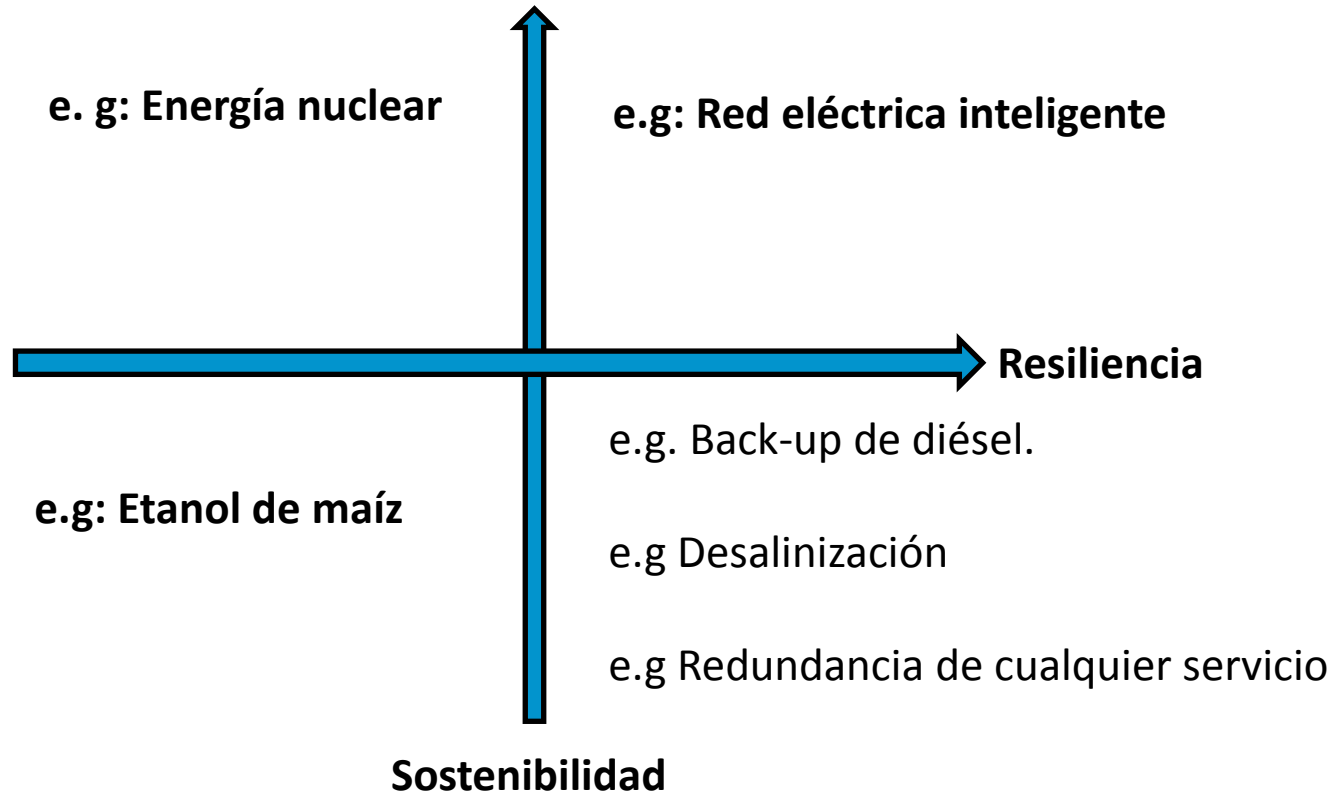 e. g: Energía nuclear
e.g: Red eléctrica inteligente
Resiliencia
e.g. Back-up de diésel.
e.g: Etanol de maíz
e.g Desalinización
e.g Redundancia de cualquier servicio
Sostenibilidad